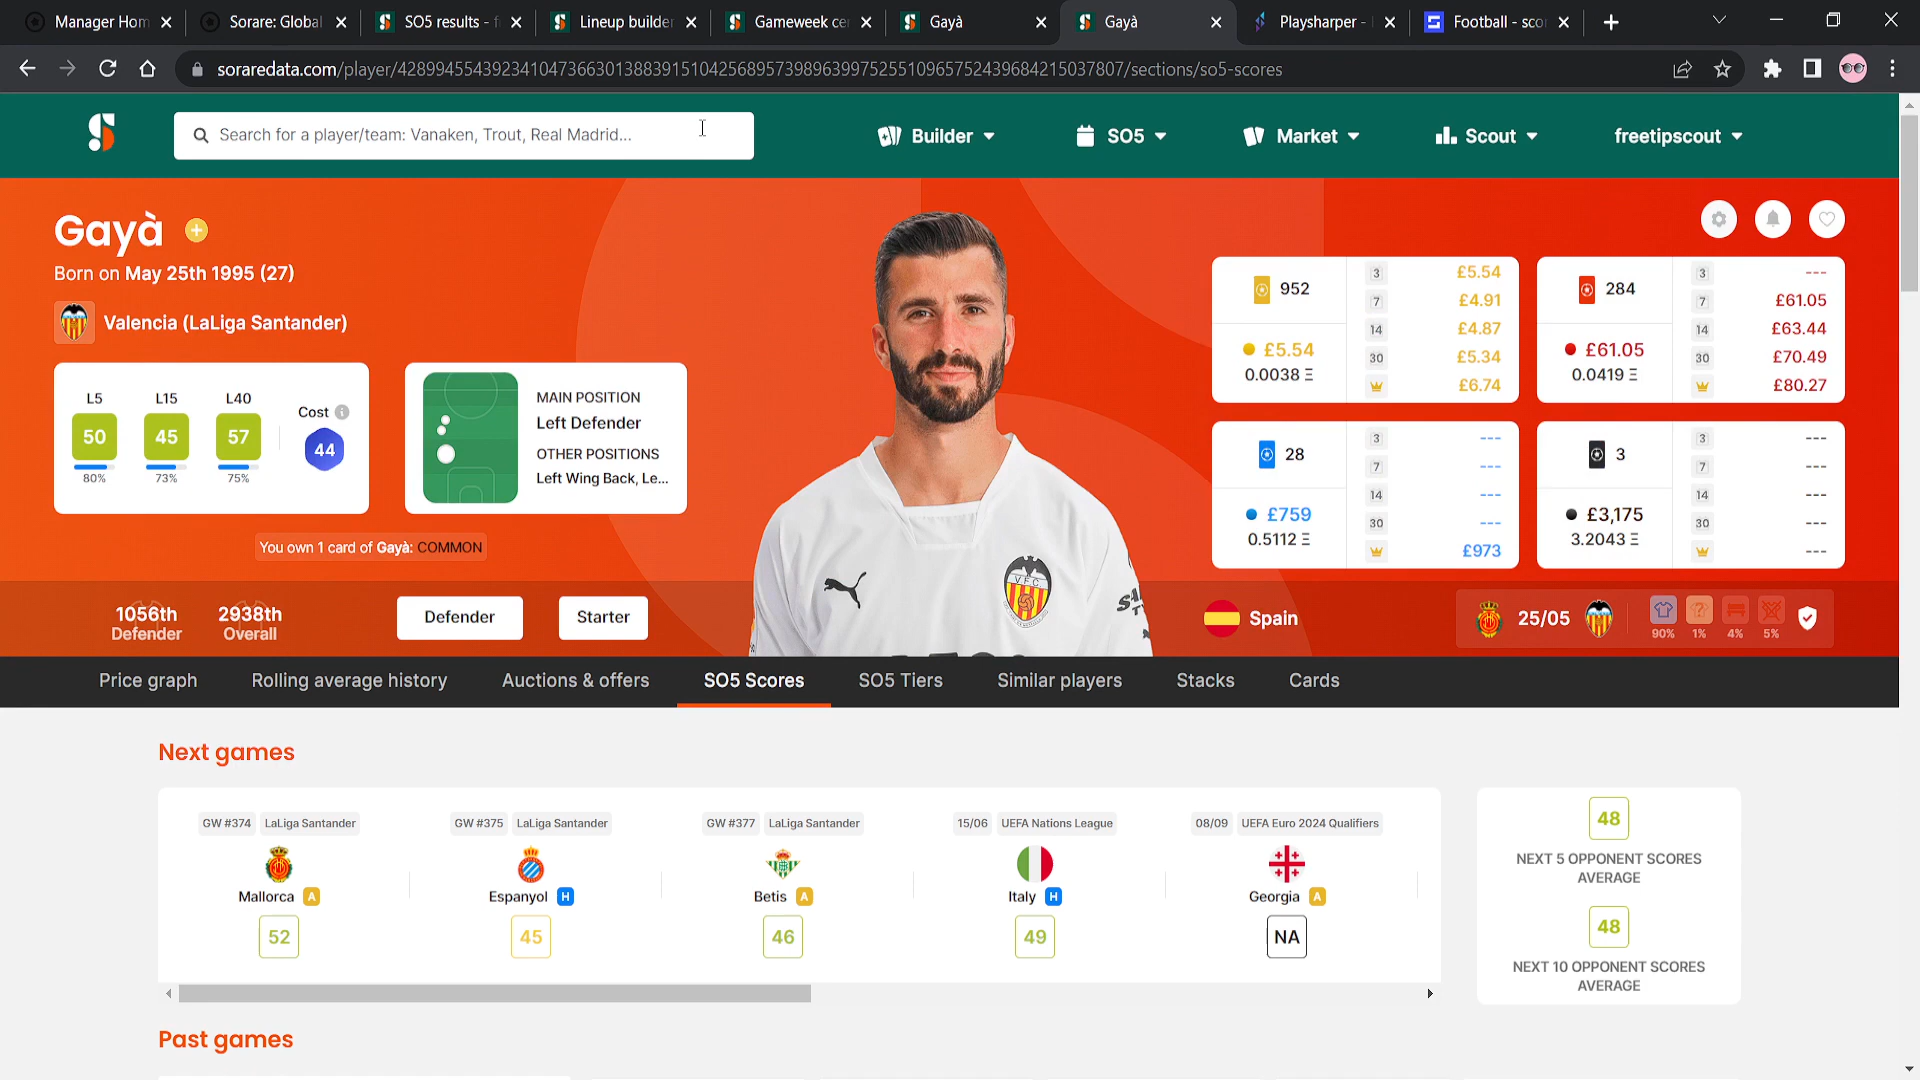 Manager Hom
Sorare: Global
SO5 results - f
Lineup builder
Gameweek ce
Gayà
Gayà
Playsharper -
Football - sco
soraredata.com/player/42899455439234104736630138839151042568957398963997525510965752439684215037807/sections/so5-scores
Search for a player/team: Vanaken, Trout, Real Madrid...
Builder
SO5
Market
Scout
freetipscout
Gayà
Born on May 25th 1995 (27)
Valencia (LaLiga Santander)
L5 L15 L40
Cost
50 45 57
44
80% 73% 75%
MAIN POSITION
Left Defender
OTHER POSITIONS
Left Wing Back, Le...
You own 1 card of Gayà: COMMON
952
£5.54
0.0038 Ξ
3 £5.54
7 £4.91
14 £4.87
30 £5.34
£6.74
284
£61.05
0.0419 Ξ
3 ---
7 £61.05
14 £63.44
30 £70.49
£80.27
28
£759
0.5112 Ξ
3 ---
7 ---
14 ---
30 ---
£973
3
£3,175
3.2043 Ξ
3 ---
7 ---
14 ---
30 ---
---
1056th
Defender
2938th
Overall
Defender
Starter
Spain
25/05
90% 1% 4% 5%
Price graph
Rolling average history
Auctions & offers
SO5 Scores
SO5 Tiers
Similar players
Stacks
Cards
Next games
GW #374 LaLiga Santander
Mallorca A
52
GW #375 LaLiga Santander
Espanyol H
45
GW #377 LaLiga Santander
Betis A
46
15/06 UEFA Nations League
Italy H
49
08/09 UEFA Euro 2024 Qualifiers
Georgia A
NA
48
NEXT 5 OPPONENT SCORES
AVERAGE
48
NEXT 10 OPPONENT SCORES
AVERAGE
Past games